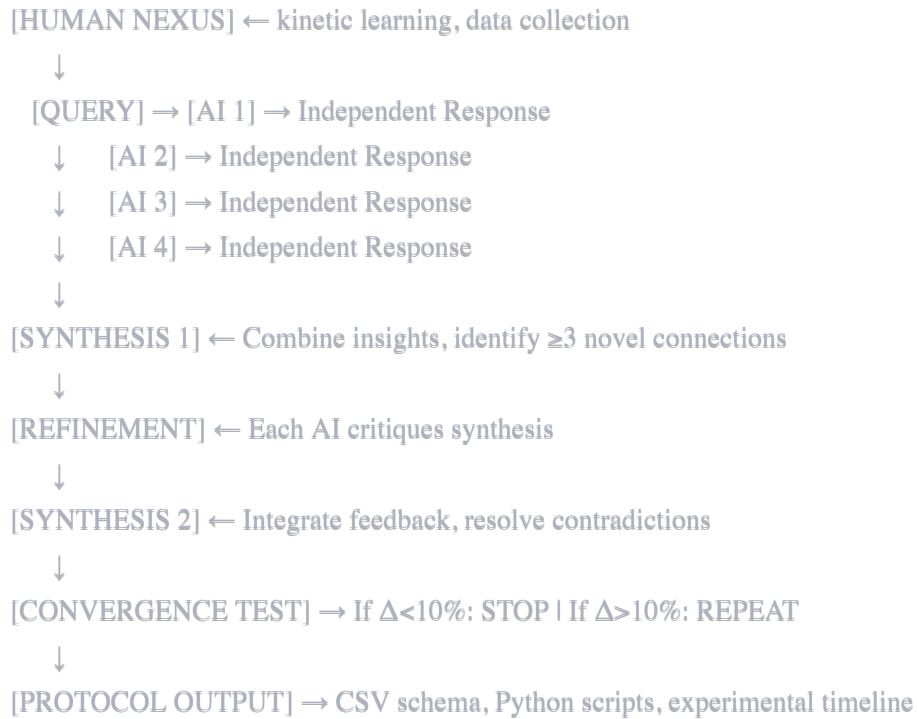 [HUMAN NEXUS] ← kinetic learning, data collection
↓
[QUERY] → [AI 1] → Independent Response
↓ [AI 2] → Independent Response
↓ [AI 3] → Independent Response
↓ [AI 4] → Independent Response
↓
[SYNTHESIS 1] ← Combine insights, identify ≥3 novel connections
↓
[REFINEMENT] ← Each AI critiques synthesis
↓
[SYNTHESIS 2] ← Integrate feedback, resolve contradictions
↓
[CONVERGENCE TEST] → If Δ<10%: STOP | If Δ>10%: REPEAT
↓
[PROTOCOL OUTPUT] → CSV schema, Python scripts, experimental timeline